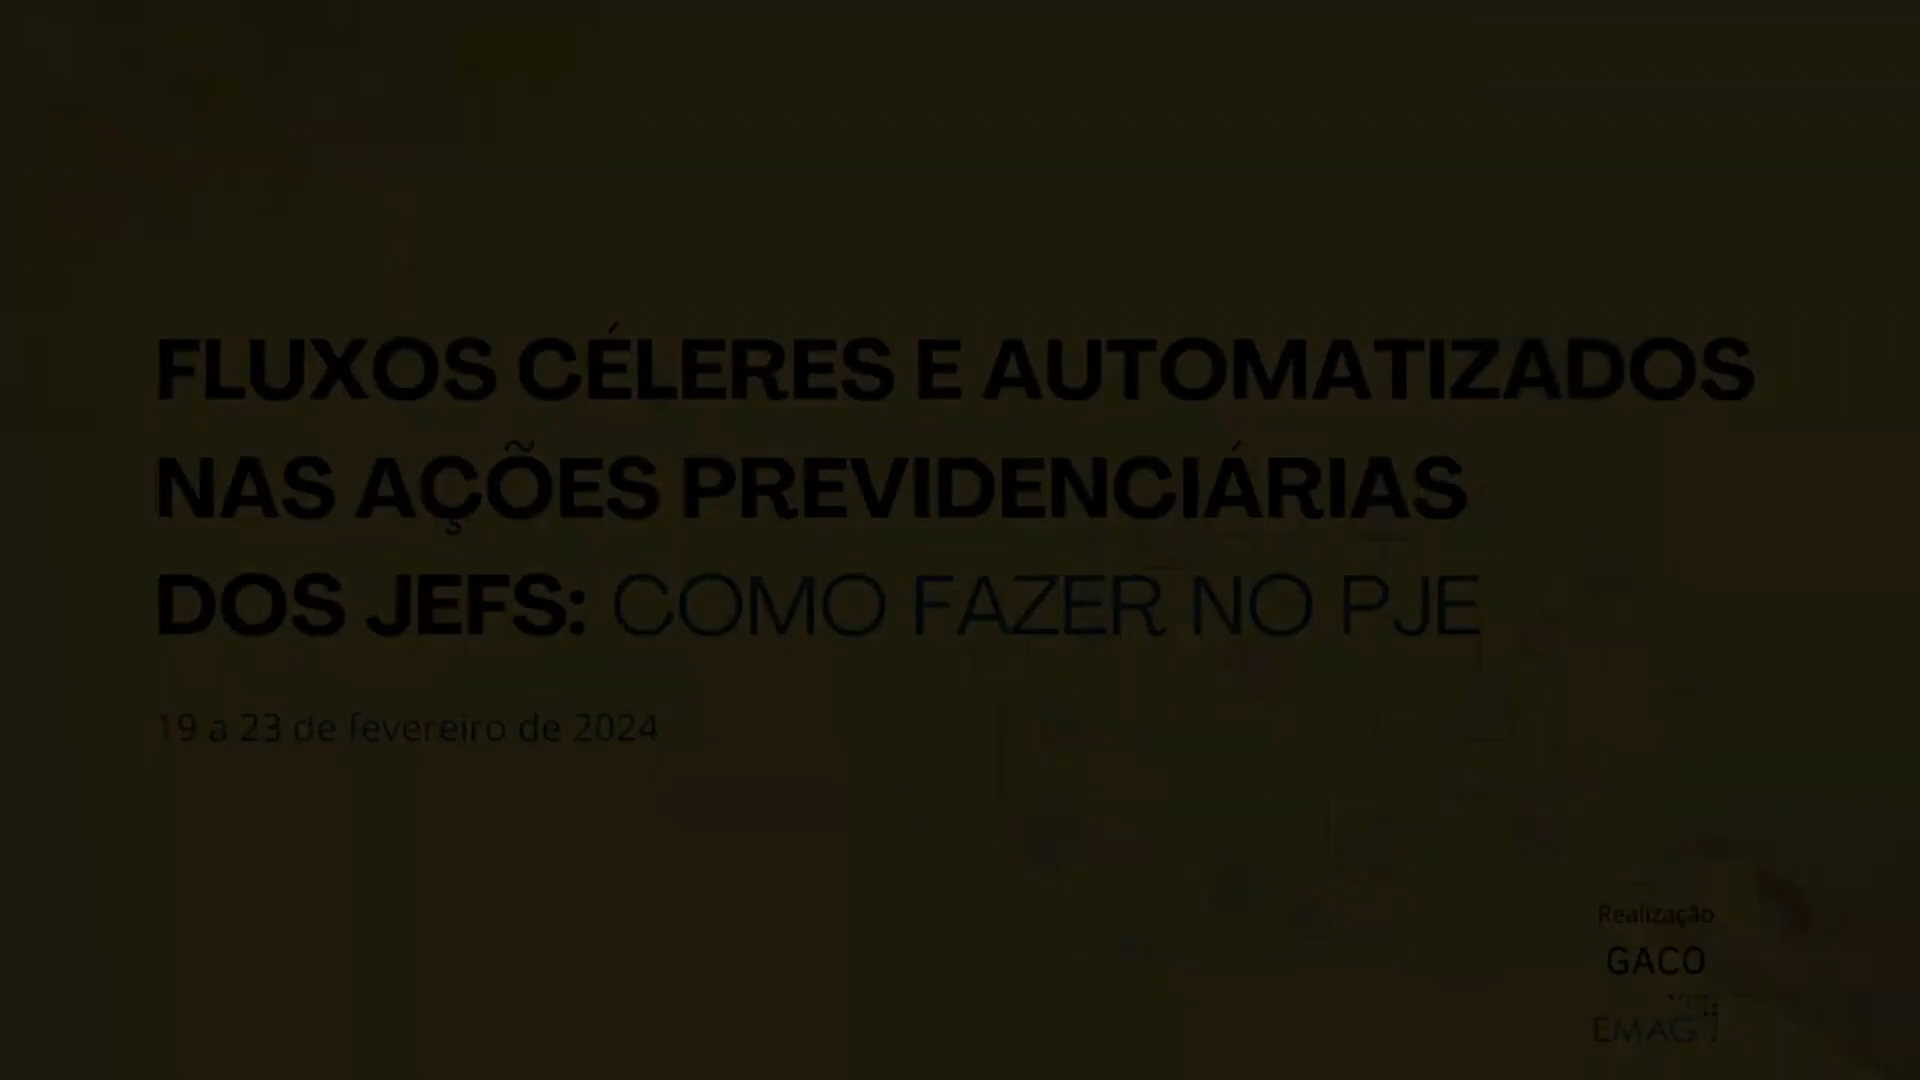 FLUXOS CÉLERES E AUTOMATIZADOS
NAS AÇÕES PREVIDENCIÁRIAS
DOS JEFS: COMO FAZER NO PJE
19 a 23 de fevereiro de 2024
Realização
GACO
EMAG